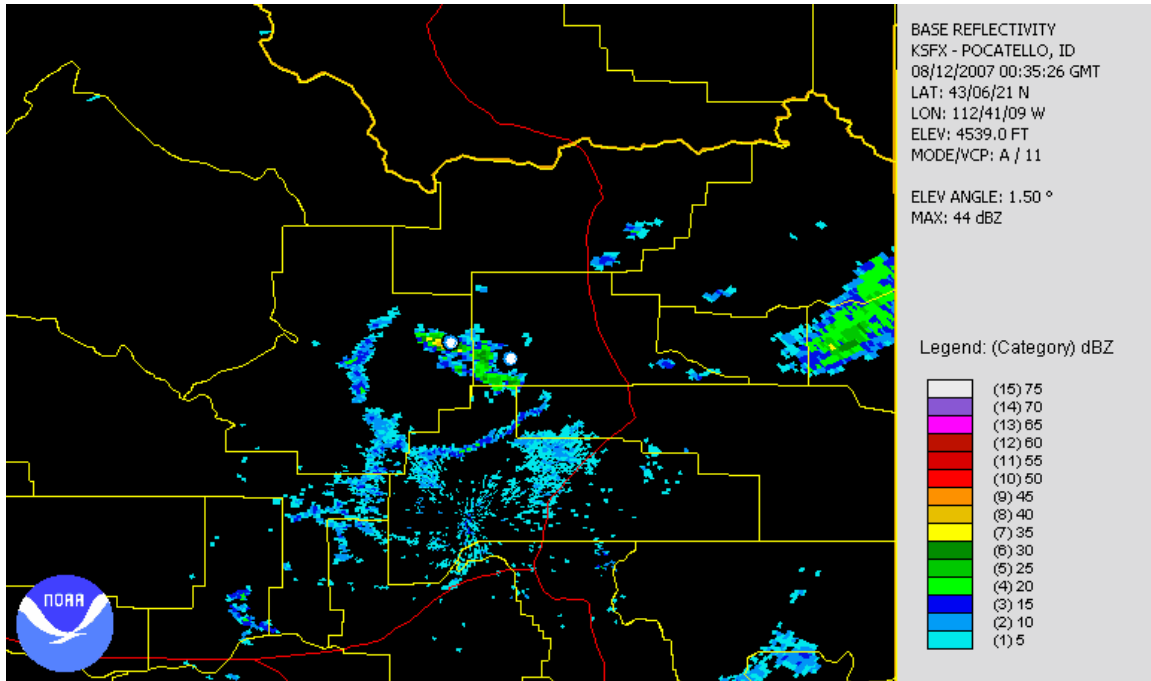 BASE REFLECTIVITY
KSFX - POCATELLO, ID
08/12/2007 00:35:26 GMT
LAT: 43/06/21 N
LON: 112/41/09 W
ELEV: 4539.0 FT
MODE/VCP: A / 11
ELEV ANGLE: 1.50 °
MAX: 44 dBZ
Legend: (Category) dBZ
(15) 75
(14) 70
(13) 65
(12) 60
(11) 55
(10) 50
(9) 45
(8) 40
(7) 35
(6) 30
(5) 25
(4) 20
(3) 15
(2) 10
(1) 5
NOAA